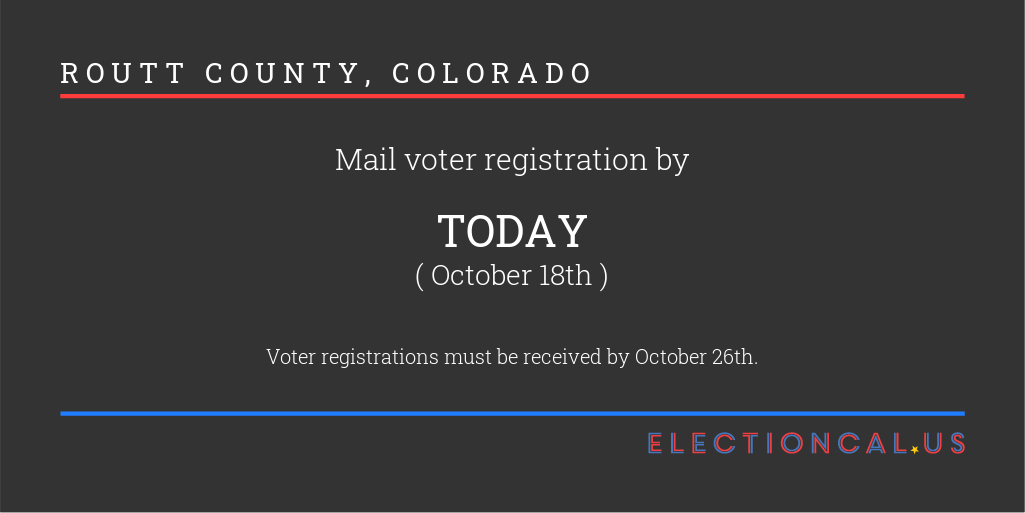 ROUTT COUNTY, COLORADO
Mail voter registration by
TODAY
( October 18th )
Voter registrations must be received by October 26th.
ELECTIONCAL.US